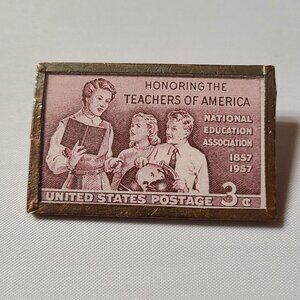 HONORING THE
TEACHERS OF AMERICA
NATIONAL
EDUCATION
ASSOCIATION
1857
1957
UNITED STATES POSTAGE 3¢